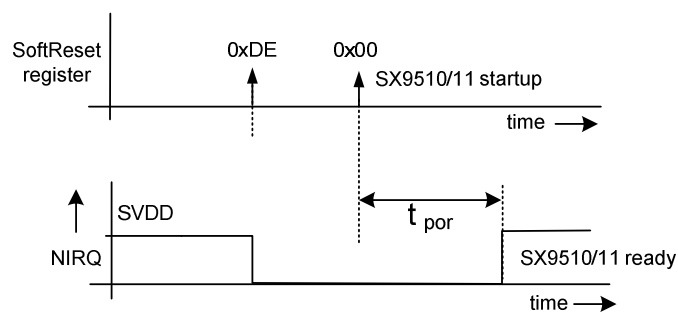 SoftReset
register
0xDE
0x00
SX9510/11 startup
time
SVDD
t por
NIRQ
SX9510/11 ready
time